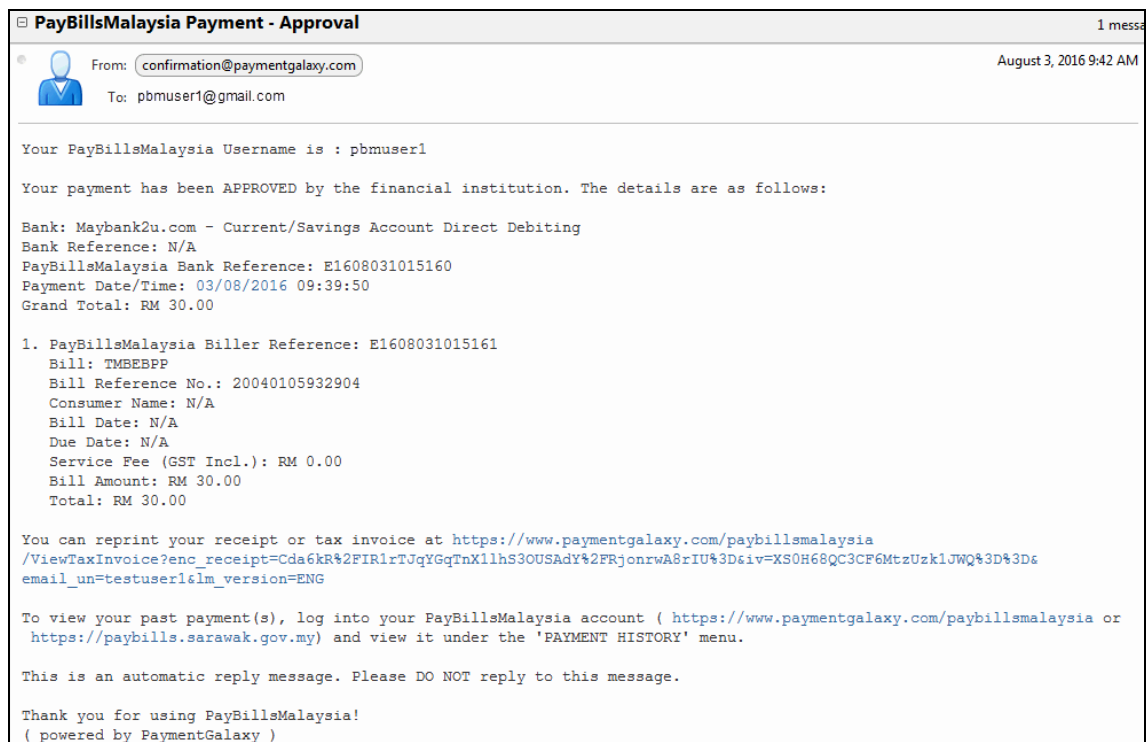 PayBillsMalaysia Payment - Approval
1 messa
From: confirmation@paymentgalaxy.com
August 3, 2016 9:42 AM
To: pbmuser1@gmail.com
Your PayBillsMalaysia Username is : pbmuser1
Your payment has been APPROVED by the financial institution. The details are as follows:
Bank: Maybank2u.com - Current/Savings Account Direct Debiting
Bank Reference: N/A
PayBillsMalaysia Bank Reference: E1608031015160
Payment Date/Time: 03/08/2016 09:39:50
Grand Total: RM 30.00
1. PayBillsMalaysia Biller Reference: E1608031015161
Bill: TMBEBPP
Bill Reference No.: 20040105932904
Consumer Name: N/A
Bill Date: N/A
Due Date: N/A
Service Fee (GST Incl.): RM 0.00
Bill Amount: RM 30.00
Total: RM 30.00
You can reprint your receipt or tax invoice at https://www.paymentgalaxy.com/paybillsmalaysia
/ViewTaxInvoice?enc_receipt=Cda6kR%2FIR1rTJqYGqTnX1lhS3OUSAdY%2FRjonrwA8rIU%3D&iv=XS0H68QC3CF6MtzUzk1JWQ%3D%3D&
email_un=testuser1&lm_version=ENG
To view your past payment(s), log into your PayBillsMalaysia account ( https://www.paymentgalaxy.com/paybillsmalaysia or
https://paybills.sarawak.gov.my) and view it under the 'PAYMENT HISTORY' menu.
This is an automatic reply message. Please DO NOT reply to this message.
Thank you for using PayBillsMalaysia!
( powered by PaymentGalaxy )